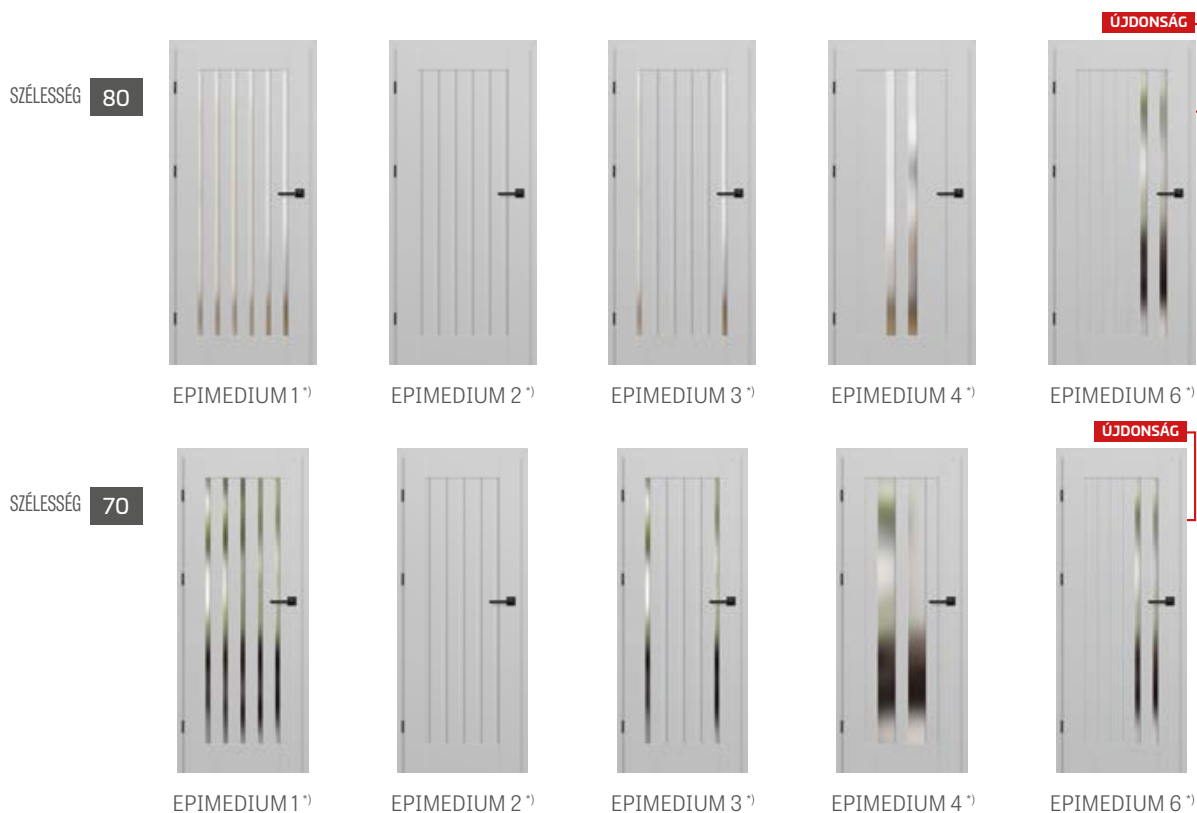 ÚJDONSÁG
SZÉLESSÉG 80
EPIMEDIUM 1 *)
EPIMEDIUM 2 *)
EPIMEDIUM 3 *)
EPIMEDIUM 4 *)
EPIMEDIUM 6 *)
ÚJDONSÁG
SZÉLESSÉG 70
EPIMEDIUM 1 *)
EPIMEDIUM 2 *)
EPIMEDIUM 3 *)
EPIMEDIUM 4 *)
EPIMEDIUM 6 *)